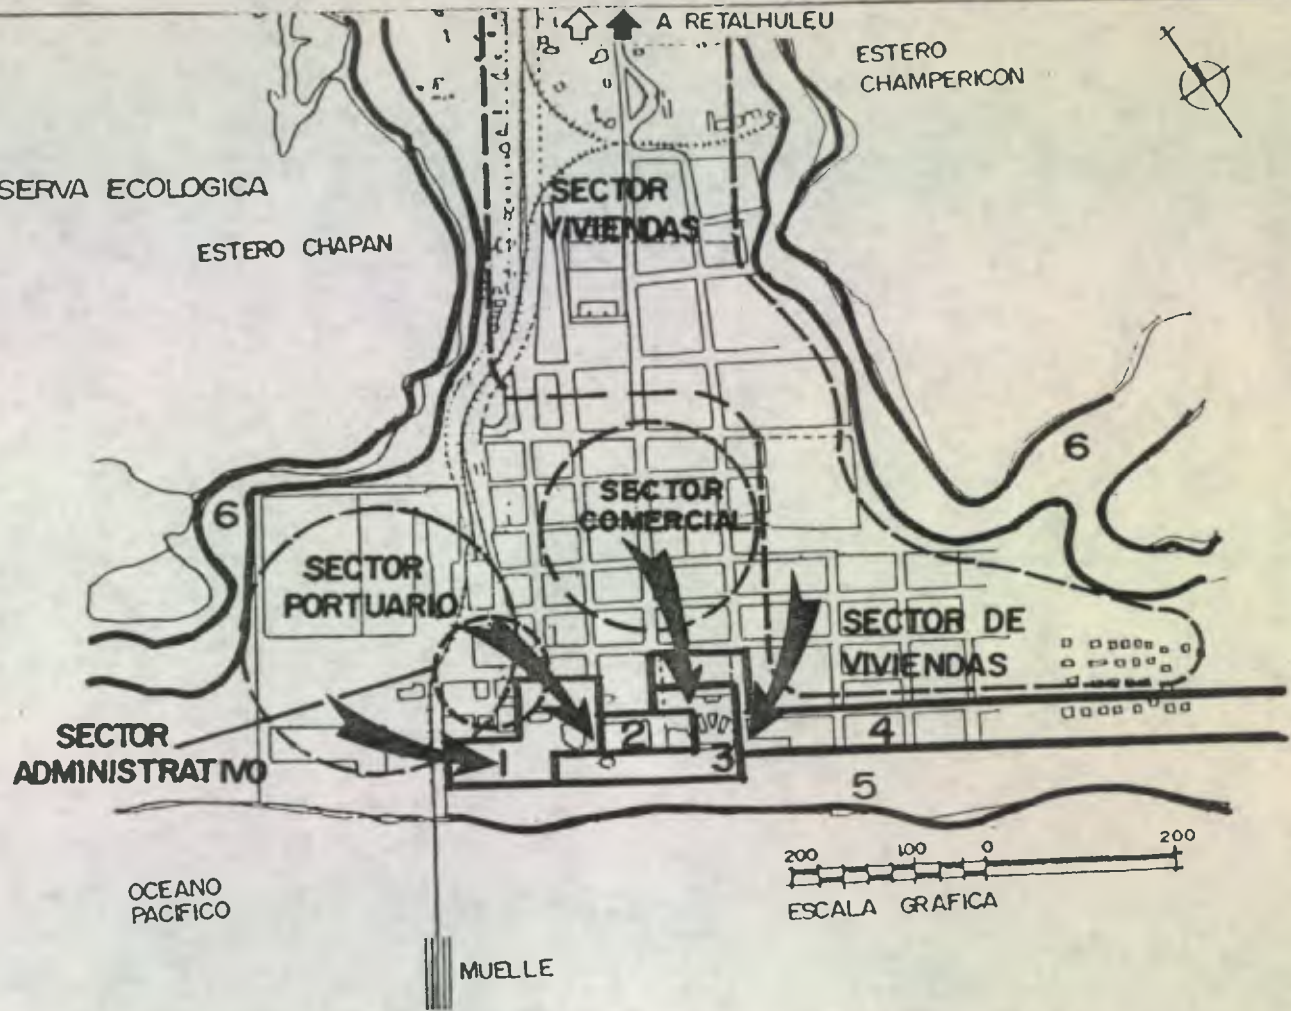 A RETALHULEU
ESTERO
CHAMPERICON
SERVA ECOLOGICA
ESTERO CHAPAN
SECTOR
VIVIENDAS
6
6
SECTOR
COMERCIAL
SECTOR
PORTUARIO
SECTOR DE
VIVIENDAS
SECTOR
ADMINISTRATIVO
1
2
3
4
5
200 100 0 200
ESCALA GRAFICA
OCEANO
PACIFICO
MUELLE